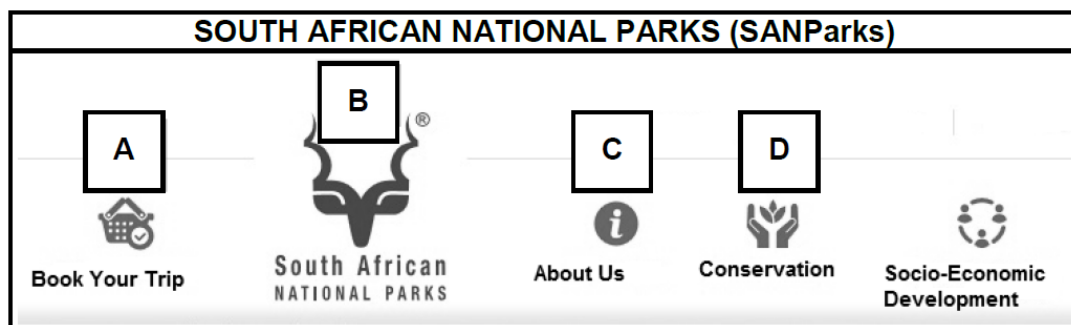 SOUTH AFRICAN NATIONAL PARKS (SANParks)
A
B
C
D
®
i
Book Your Trip
South African
NATIONAL PARKS
About Us
Conservation
Socio-Economic
Development